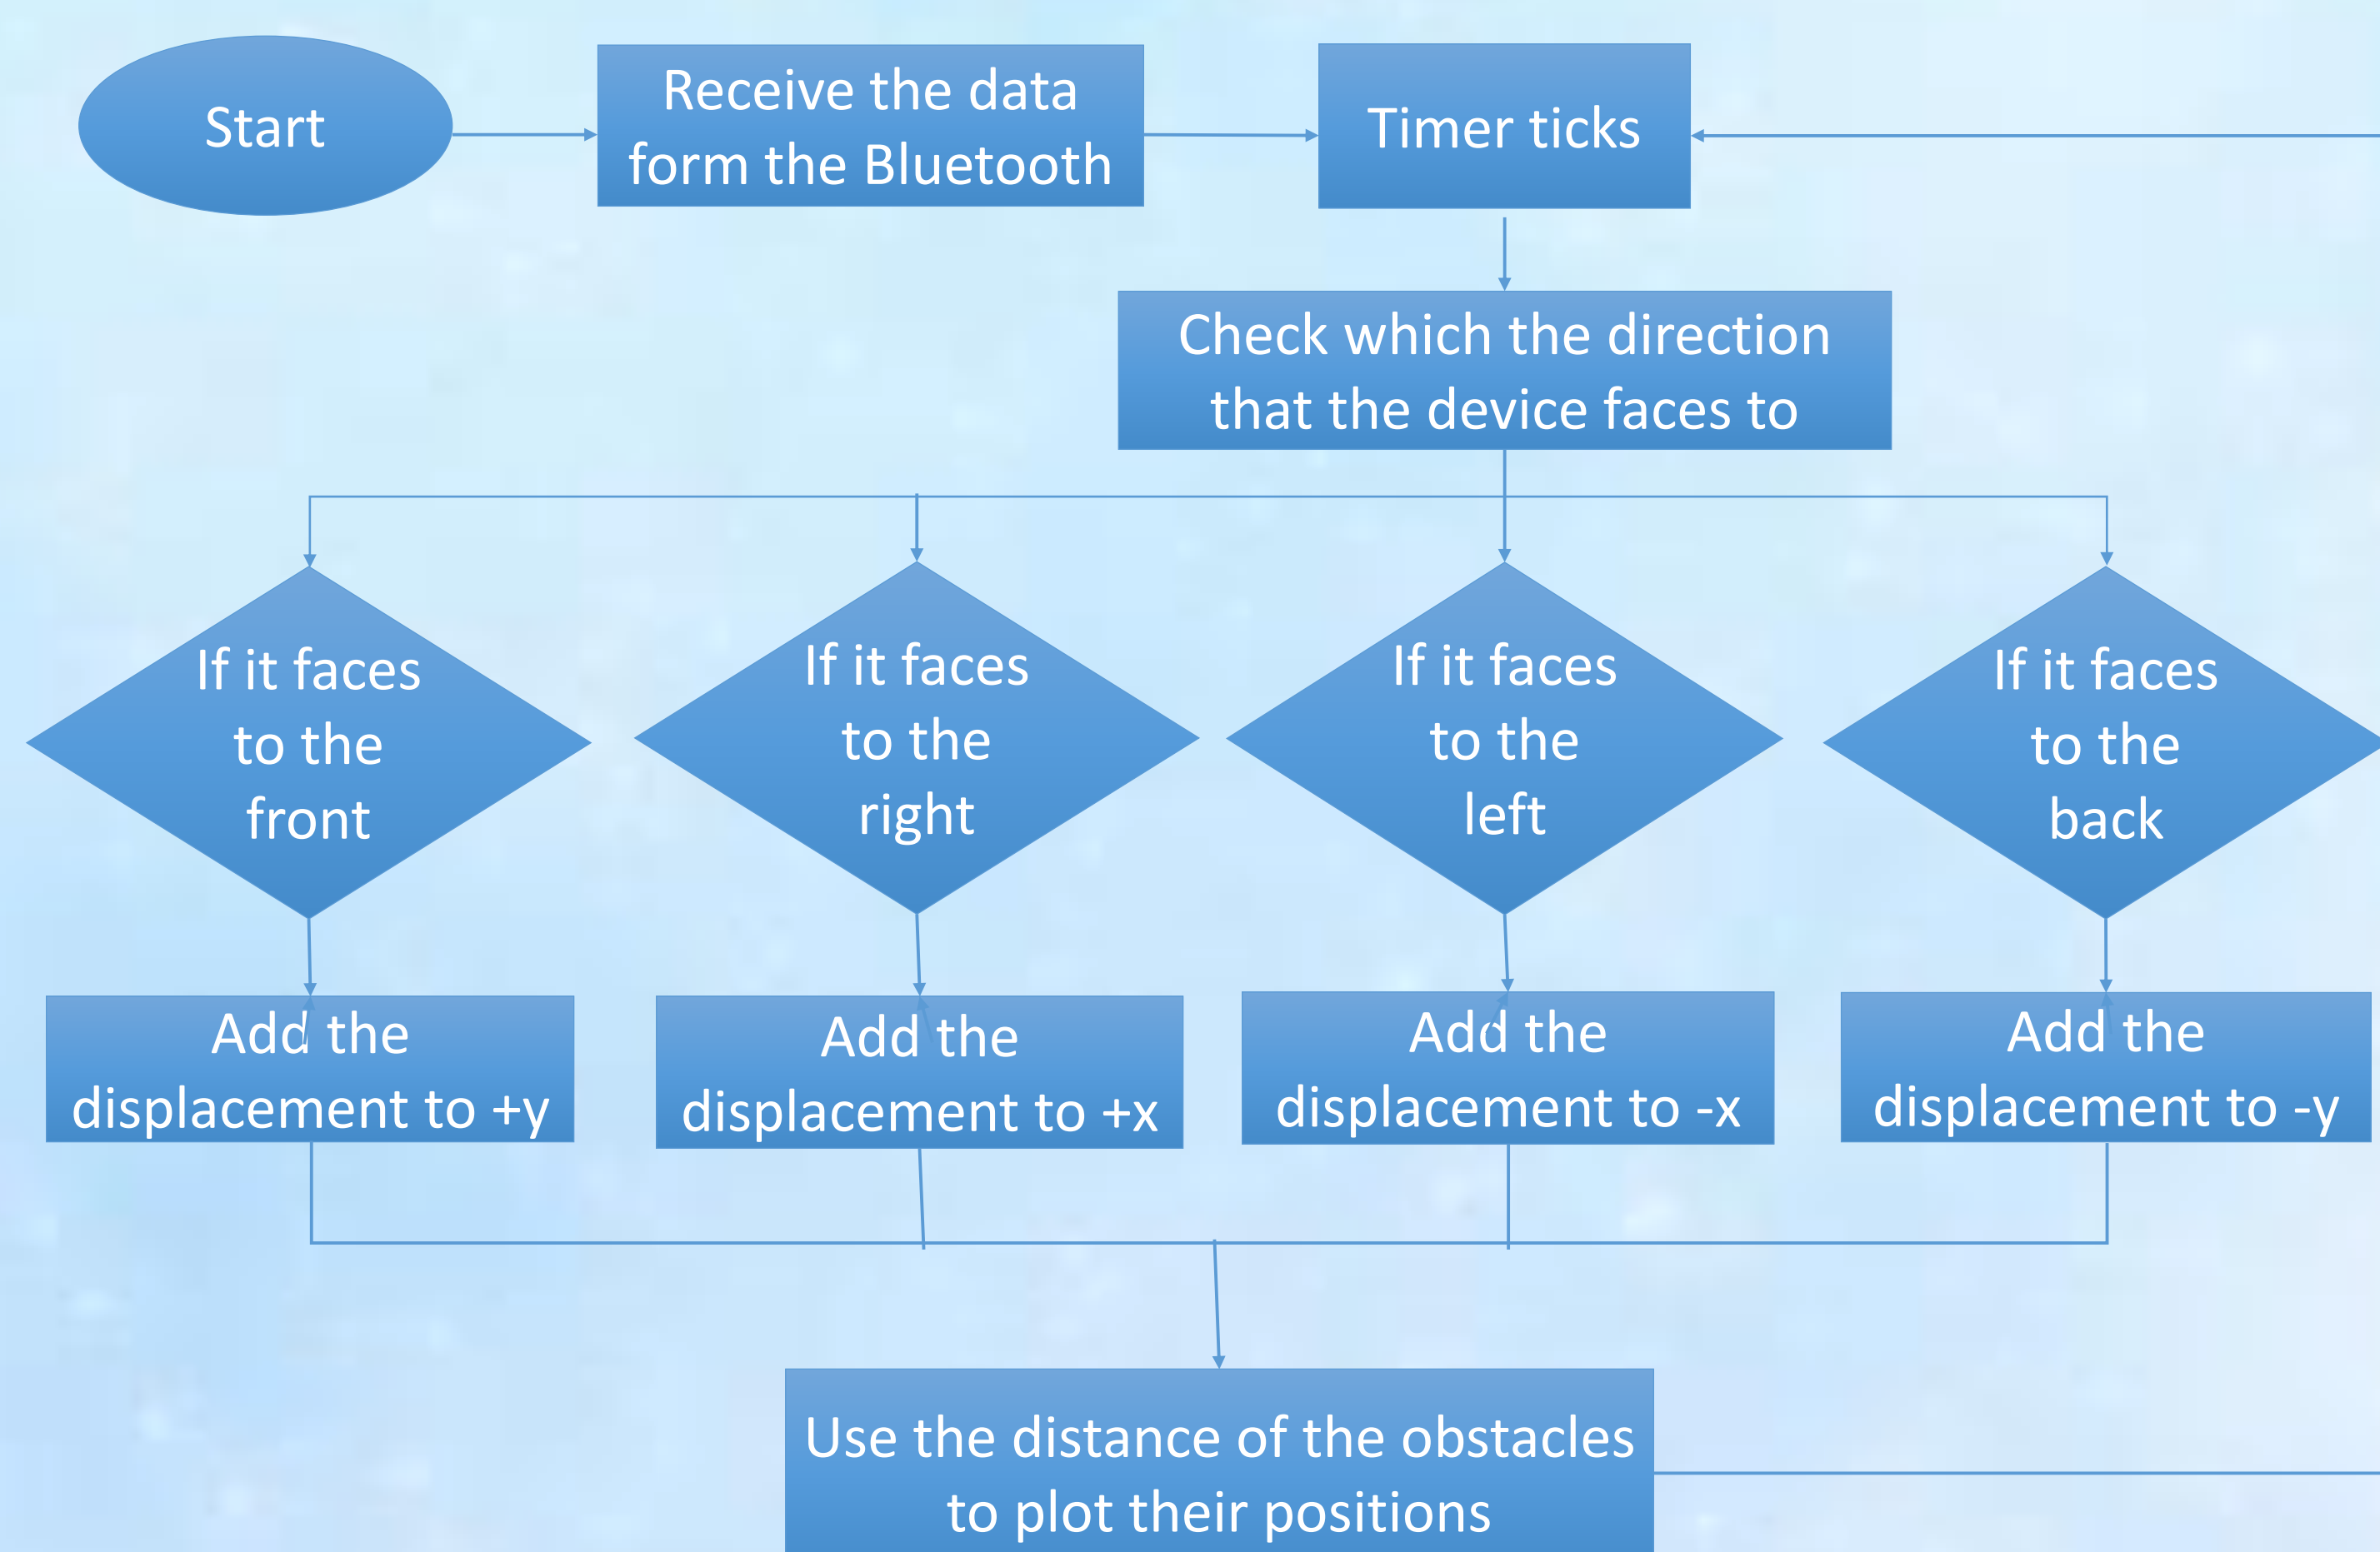 Start
Receive the data
form the Bluetooth
Timer ticks
Check which the direction
that the device faces to
If it faces
to the
front
If it faces
to the
right
If it faces
to the
left
If it faces
to the
back
Add the
displacement to +y
Add the
displacement to +x
Add the
displacement to -x
Add the
displacement to -y
Use the distance of the obstacles
to plot their positions